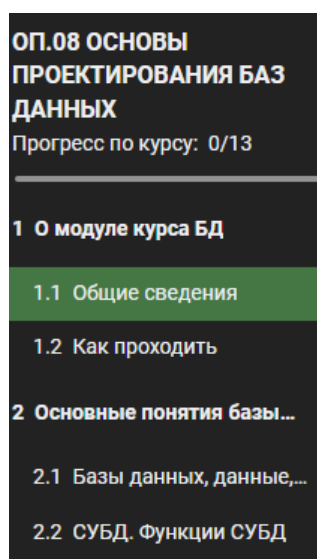 ОП.08 ОСНОВЫ
ПРОЕКТИРОВАНИЯ БАЗ
ДАННЫХ
Прогресс по курсу: 0/13
1 О модуле курса БД
1.1 Общие сведения
1.2 Как проходить
2 Основные понятия базы...
2.1 Базы данных, данные,...
2.2 СУБД. Функции СУБД